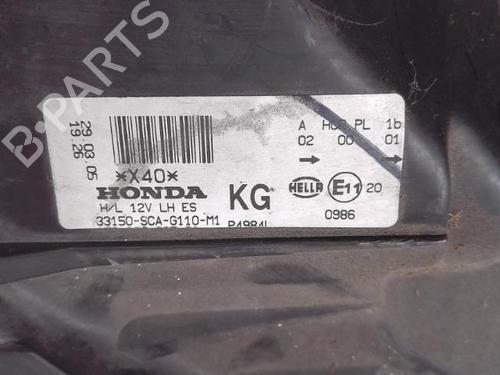 B-PARTS
29 03 05
19:26
*X40*
HONDA
H/L 12V LH ES
33150-SCA-G110-M1
KG
P4984L
A PL 1b
02 00 01
HELLA
E11 20
0986